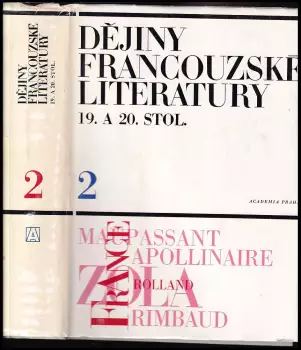 DĚJINY
FRANCOUZSKÉ
LITERATURY
19. A 20. STOL.
2
A
DĚJINY
FRANCOUZSKÉ
LITERATURY
19. A 20. STOL.
2
ACADEMIA PRAHA
MAUPASSANT
APOLLINAIRE
FRANCE
ZOLA
ROLLAND
RIMBAUD